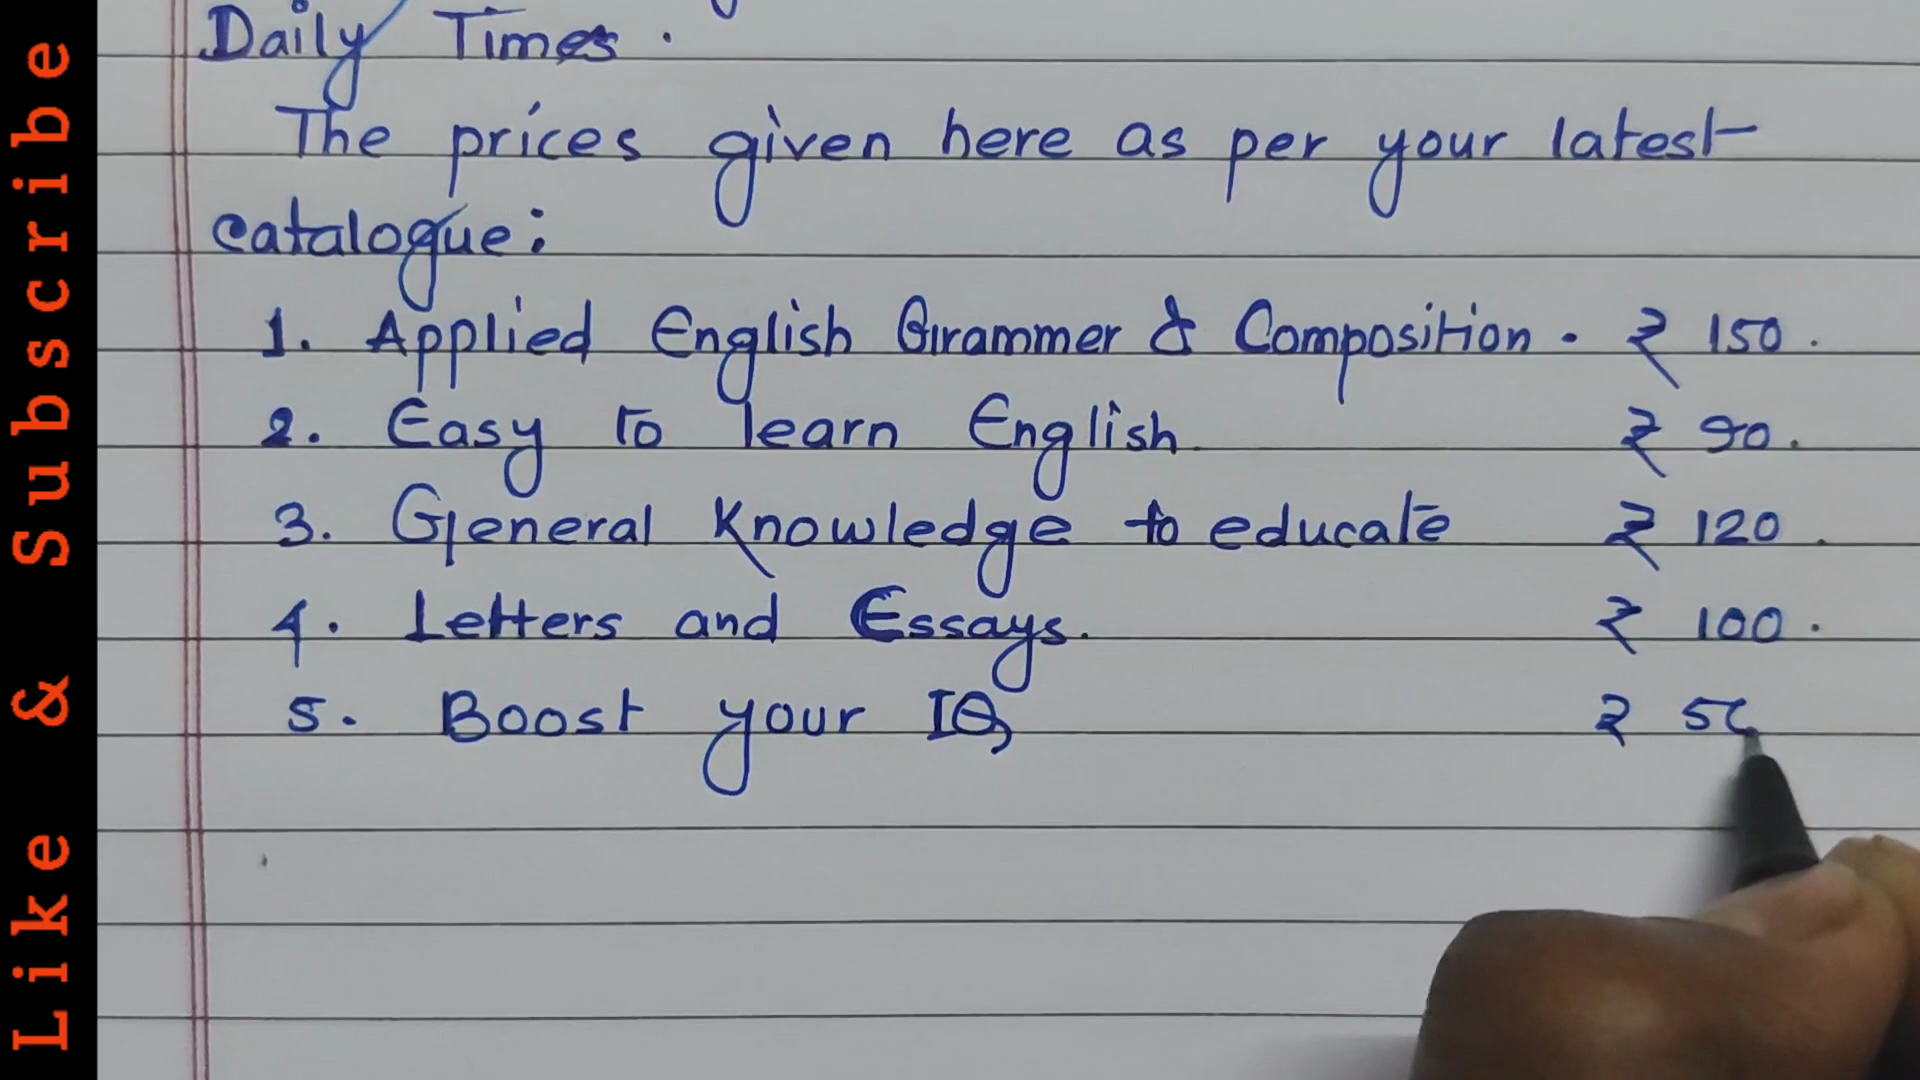 Daily Times.
The prices given here as per your latest
catalogue:
1. Applied English Grammer & Composition. ₹ 150.
2. Easy to learn English ₹ 90.
3. General Knowledge to educate ₹ 120.
4. Letters and Essays. ₹ 100.
5. Boost your IQ ₹
Like & Subscribe